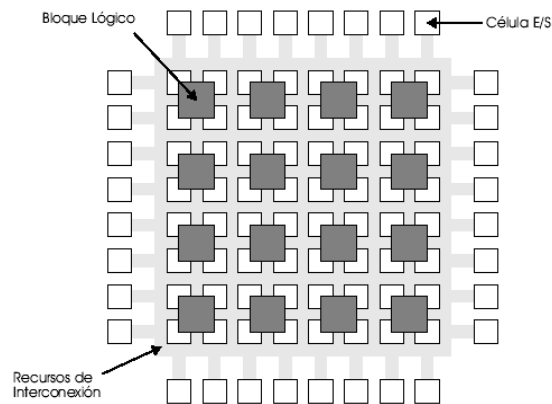 Bloque Lógico
Célula E/S
Recursos de
Interconexión